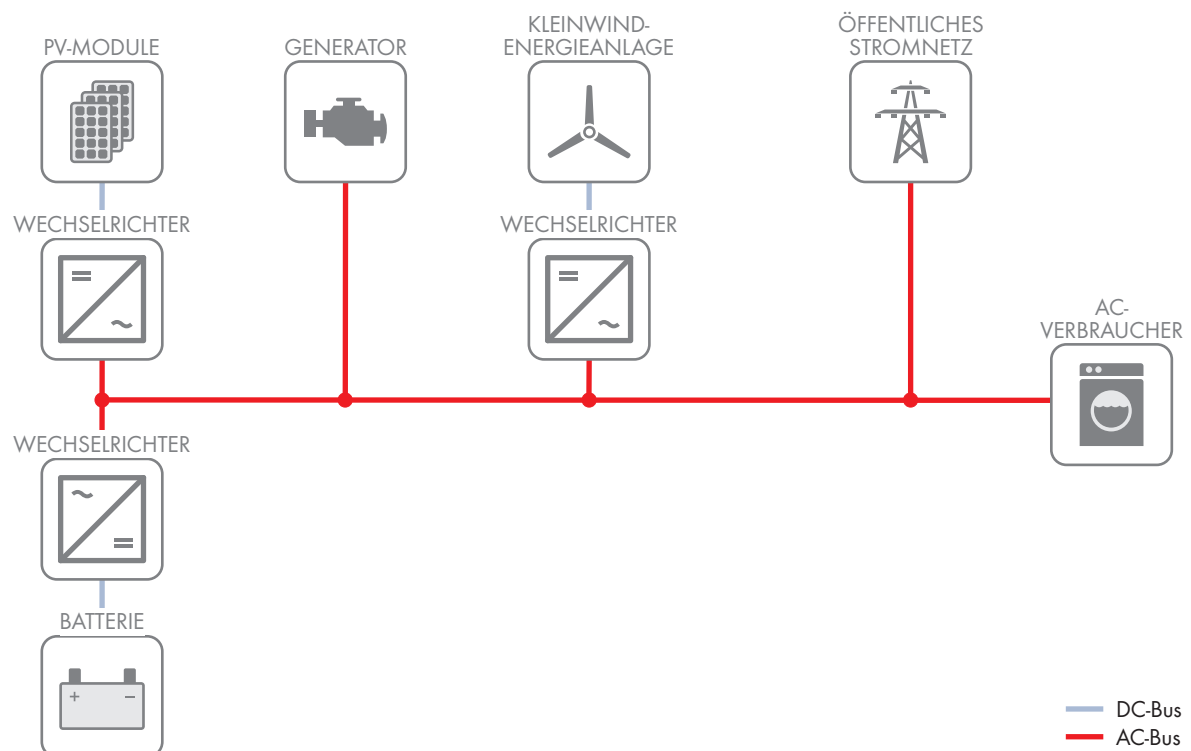 PV-MODULE
GENERATOR
KLEINWIND-
ENERGIEANLAGE
ÖFFENTLICHES
STROMNETZ
WECHSELRICHTER
WECHSELRICHTER
AC-
VERBRAUCHER
WECHSELRICHTER
BATTERIE
+ −
DC-Bus
AC-Bus